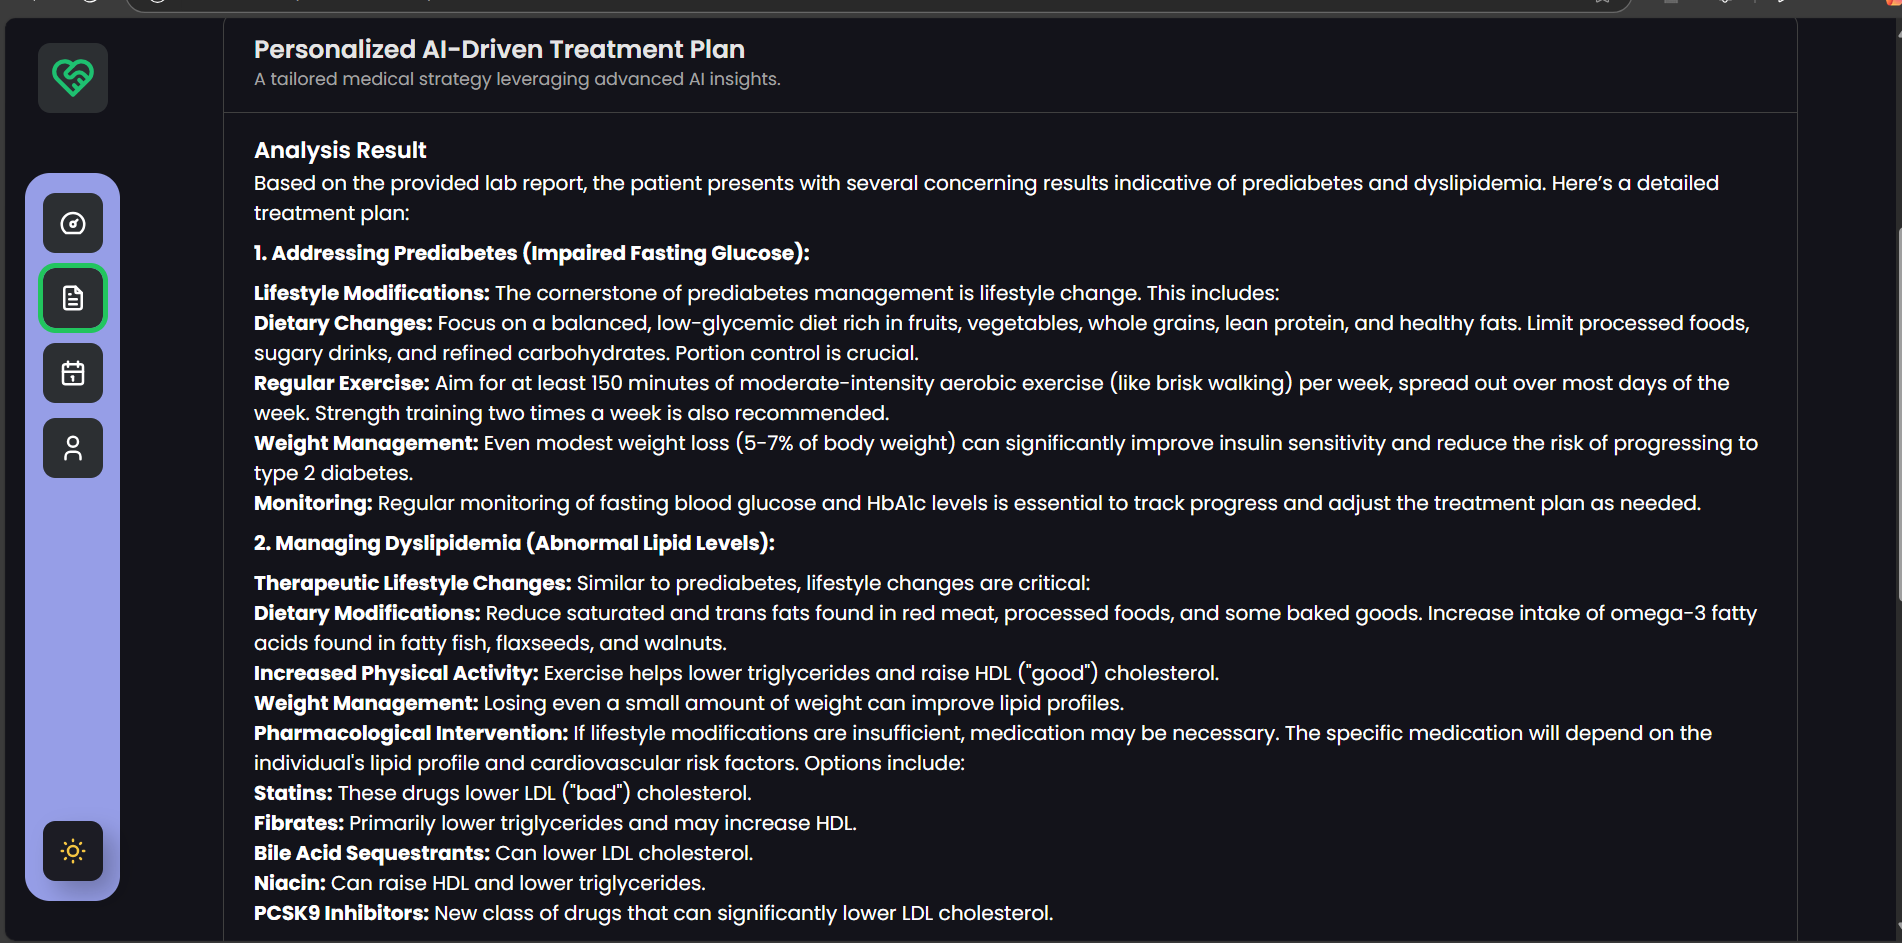 Personalized AI-Driven Treatment Plan
A tailored medical strategy leveraging advanced AI insights.
Analysis Result
Based on the provided lab report, the patient presents with several concerning results indicative of prediabetes and dyslipidemia. Here's a detailed
treatment plan:
1. Addressing Prediabetes (Impaired Fasting Glucose):
Lifestyle Modifications: The cornerstone of prediabetes management is lifestyle change. This includes:
Dietary Changes: Focus on a balanced, low-glycemic diet rich in fruits, vegetables, whole grains, lean protein, and healthy fats. Limit processed foods,
sugary drinks, and refined carbohydrates. Portion control is crucial.
Regular Exercise: Aim for at least 150 minutes of moderate-intensity aerobic exercise (like brisk walking) per week, spread out over most days of the
week. Strength training two times a week is also recommended.
Weight Management: Even modest weight loss (5-7% of body weight) can significantly improve insulin sensitivity and reduce the risk of progressing to
type 2 diabetes.
Monitoring: Regular monitoring of fasting blood glucose and HbA1c levels is essential to track progress and adjust the treatment plan as needed.
2. Managing Dyslipidemia (Abnormal Lipid Levels):
Therapeutic Lifestyle Changes: Similar to prediabetes, lifestyle changes are critical:
Dietary Modifications: Reduce saturated and trans fats found in red meat, processed foods, and some baked goods. Increase intake of omega-3 fatty
acids found in fatty fish, flaxseeds, and walnuts.
Increased Physical Activity: Exercise helps lower triglycerides and raise HDL ("good") cholesterol.
Weight Management: Losing even a small amount of weight can improve lipid profiles.
Pharmacological Intervention: If lifestyle modifications are insufficient, medication may be necessary. The specific medication will depend on the
individual's lipid profile and cardiovascular risk factors. Options include:
Statins: These drugs lower LDL ("bad") cholesterol.
Fibrates: Primarily lower triglycerides and may increase HDL.
Bile Acid Sequestrants: Can lower LDL cholesterol.
Niacin: Can raise HDL and lower triglycerides.
PCSK9 Inhibitors: New class of drugs that can significantly lower LDL cholesterol.